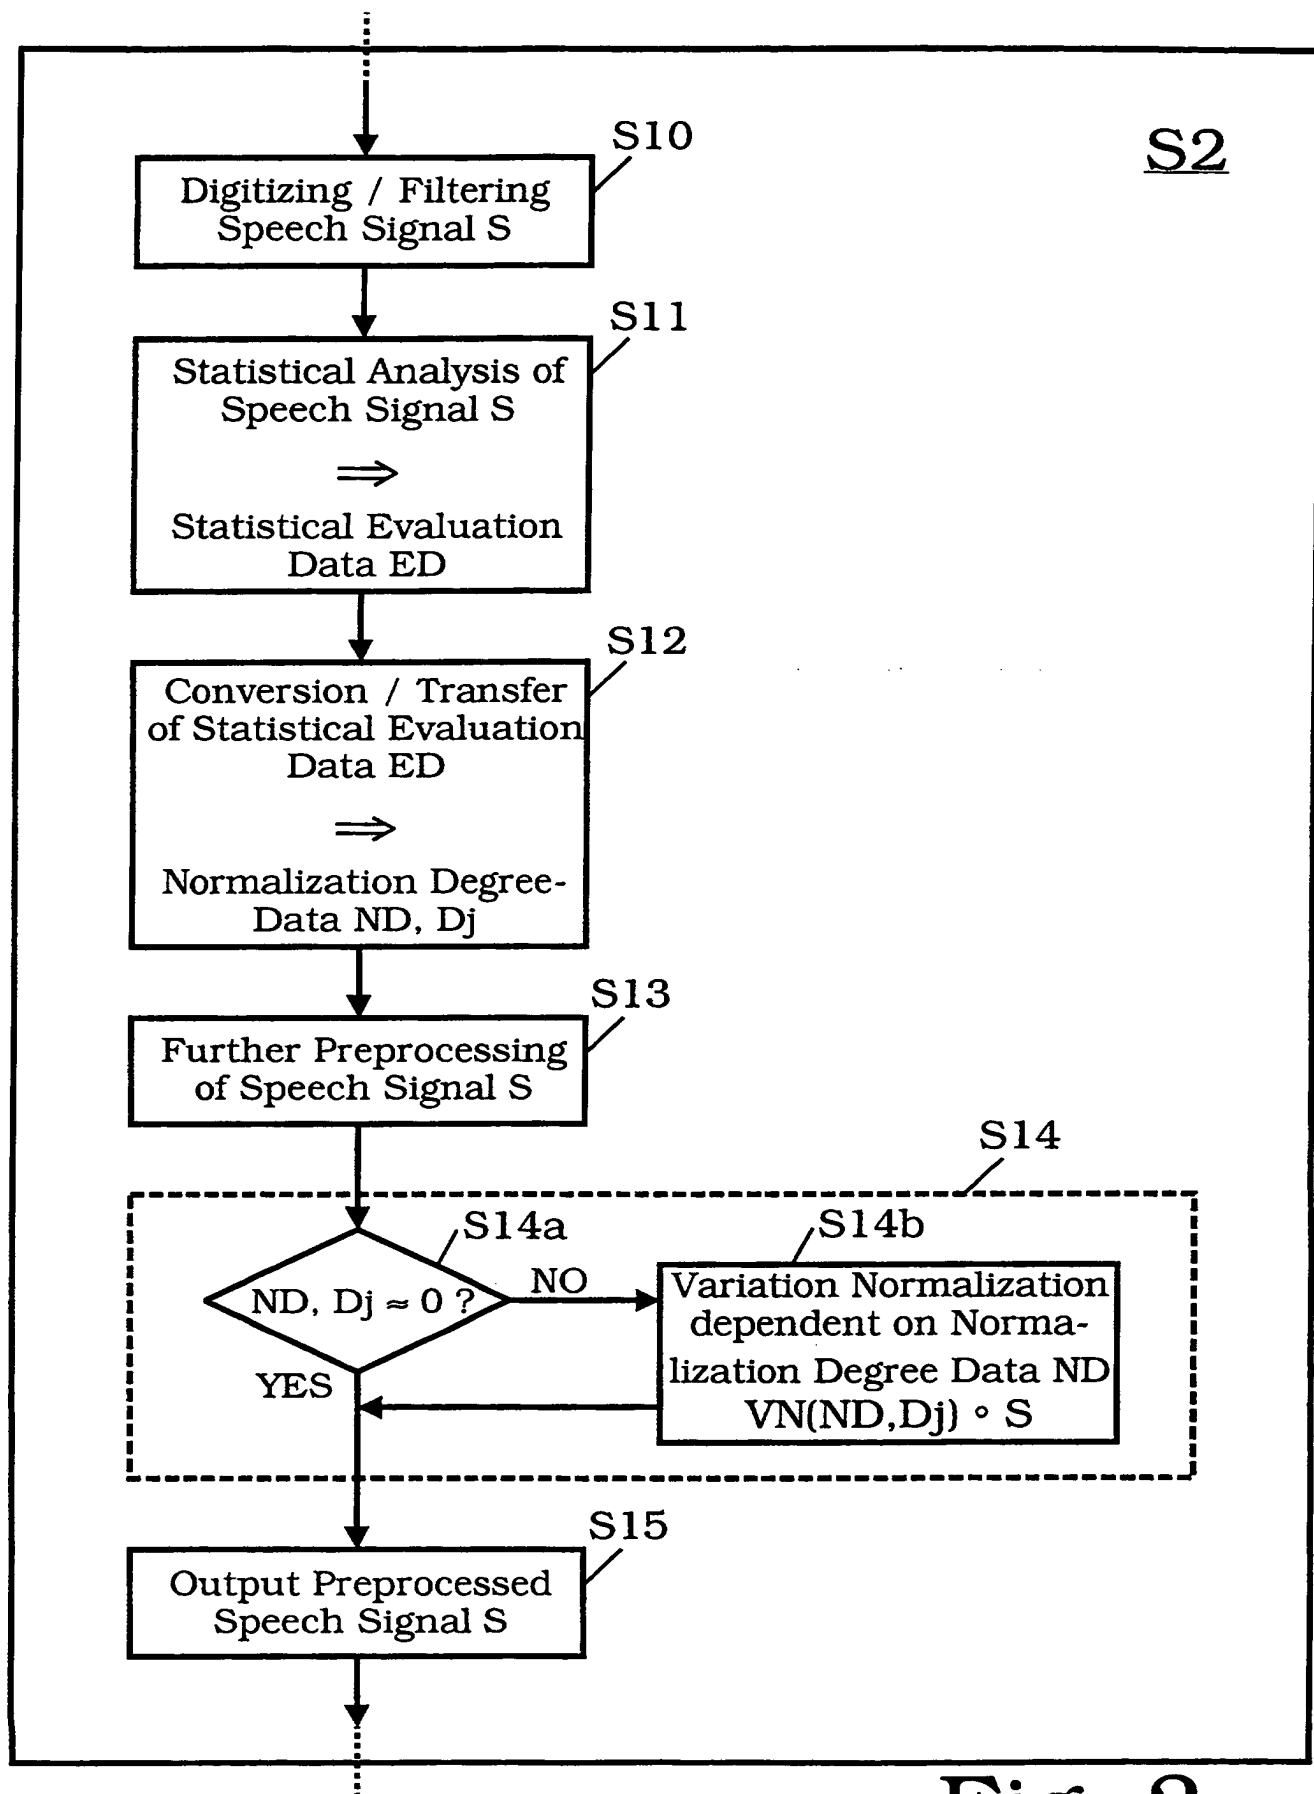 S2
S10
Digitizing / Filtering
Speech Signal S
S11
Statistical Analysis of
Speech Signal S
⇒
Statistical Evaluation
Data ED
S12
Conversion / Transfer
of Statistical Evaluation
Data ED
⇒
Normalization Degree-
Data ND, Dj
S13
Further Preprocessing
of Speech Signal S
S14
S14a
ND, Dj ≈ 0 ?
NO
YES
S14b
Variation Normalization
dependent on Norma-
lization Degree Data ND
VN(ND,Dj) ∘ S
S15
Output Preprocessed
Speech Signal S
Fig.